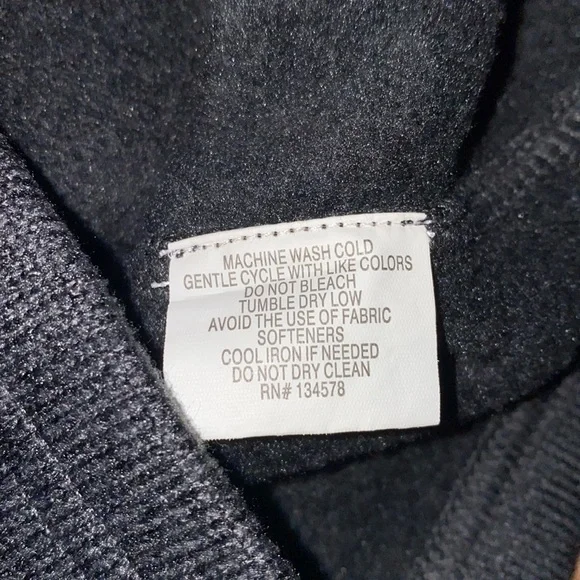 MACHINE WASH COLD
GENTLE CYCLE WITH LIKE COLORS
DO NOT BLEACH
TUMBLE DRY LOW
AVOID THE USE OF FABRIC
SOFTENERS
COOL IRON IF NEEDED
DO NOT DRY CLEAN
RN# 134578